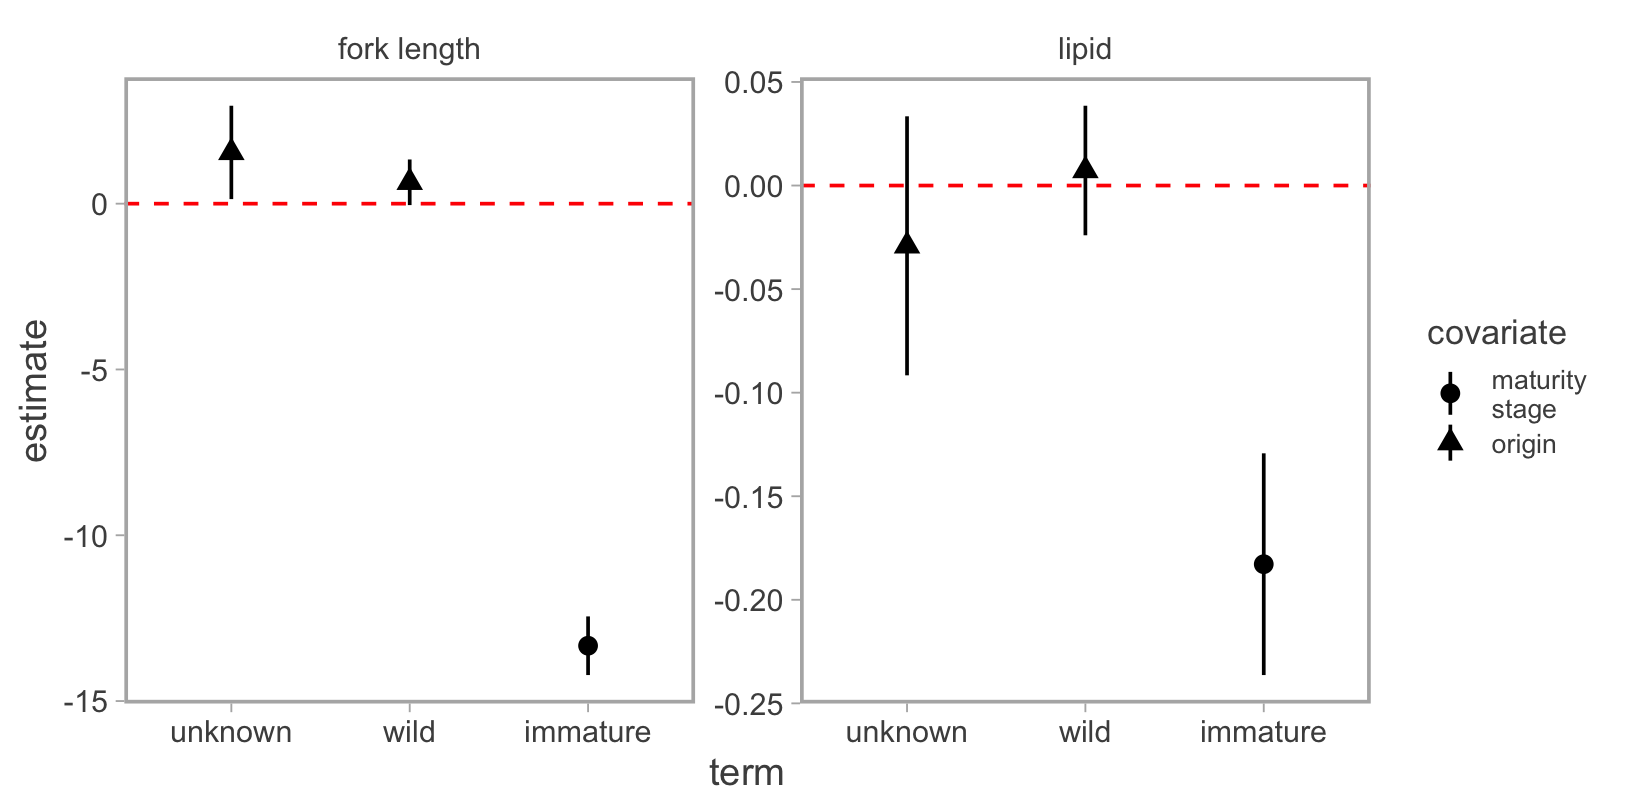 fork length
lipid
estimate
0
-5
-10
-15
0.05
0.00
-0.05
-0.10
-0.15
-0.20
-0.25
unknown
wild
immature
unknown
wild
immature
term
covariate
maturity
stage
origin